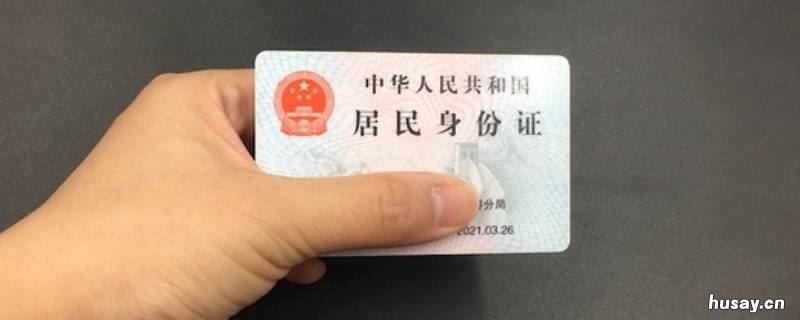 中华人民共和国
居民身份证
分局
2021.03.26
husay.cn